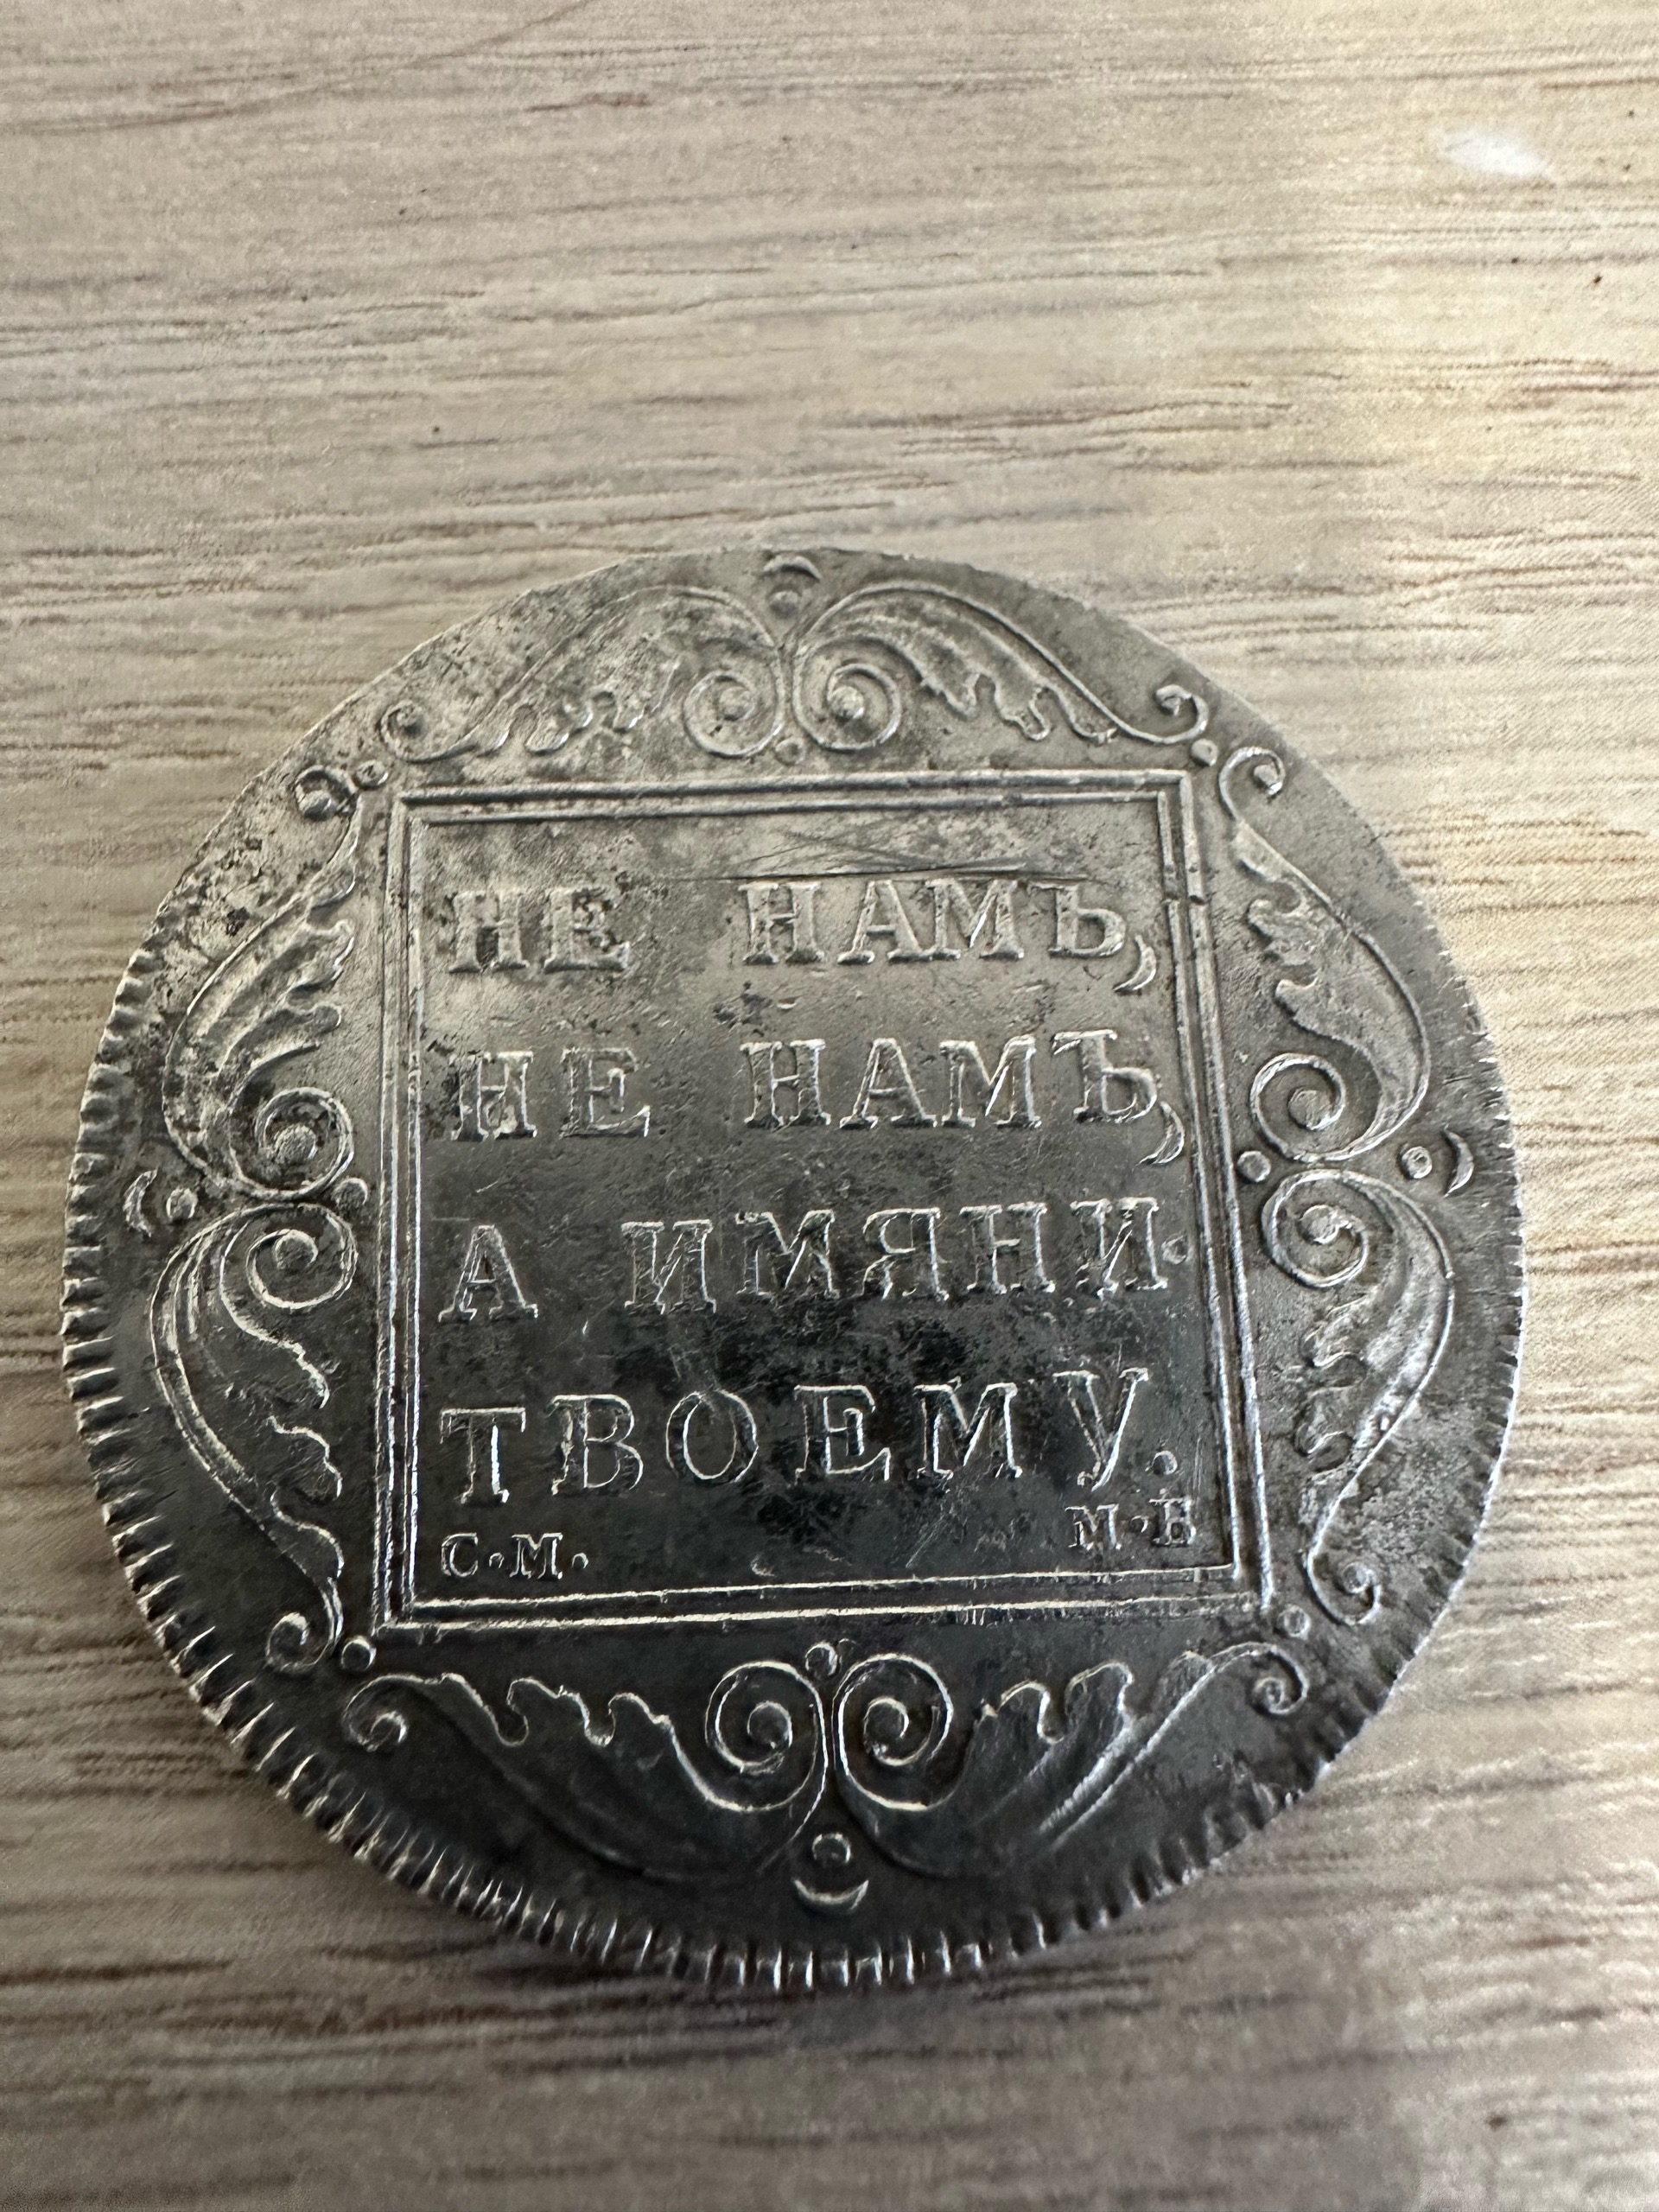 НЕ НАМЪ,
НЕ НАМЪ,
А ИМЯНИ·
ТВОЕМУ.
С·М· М·Б